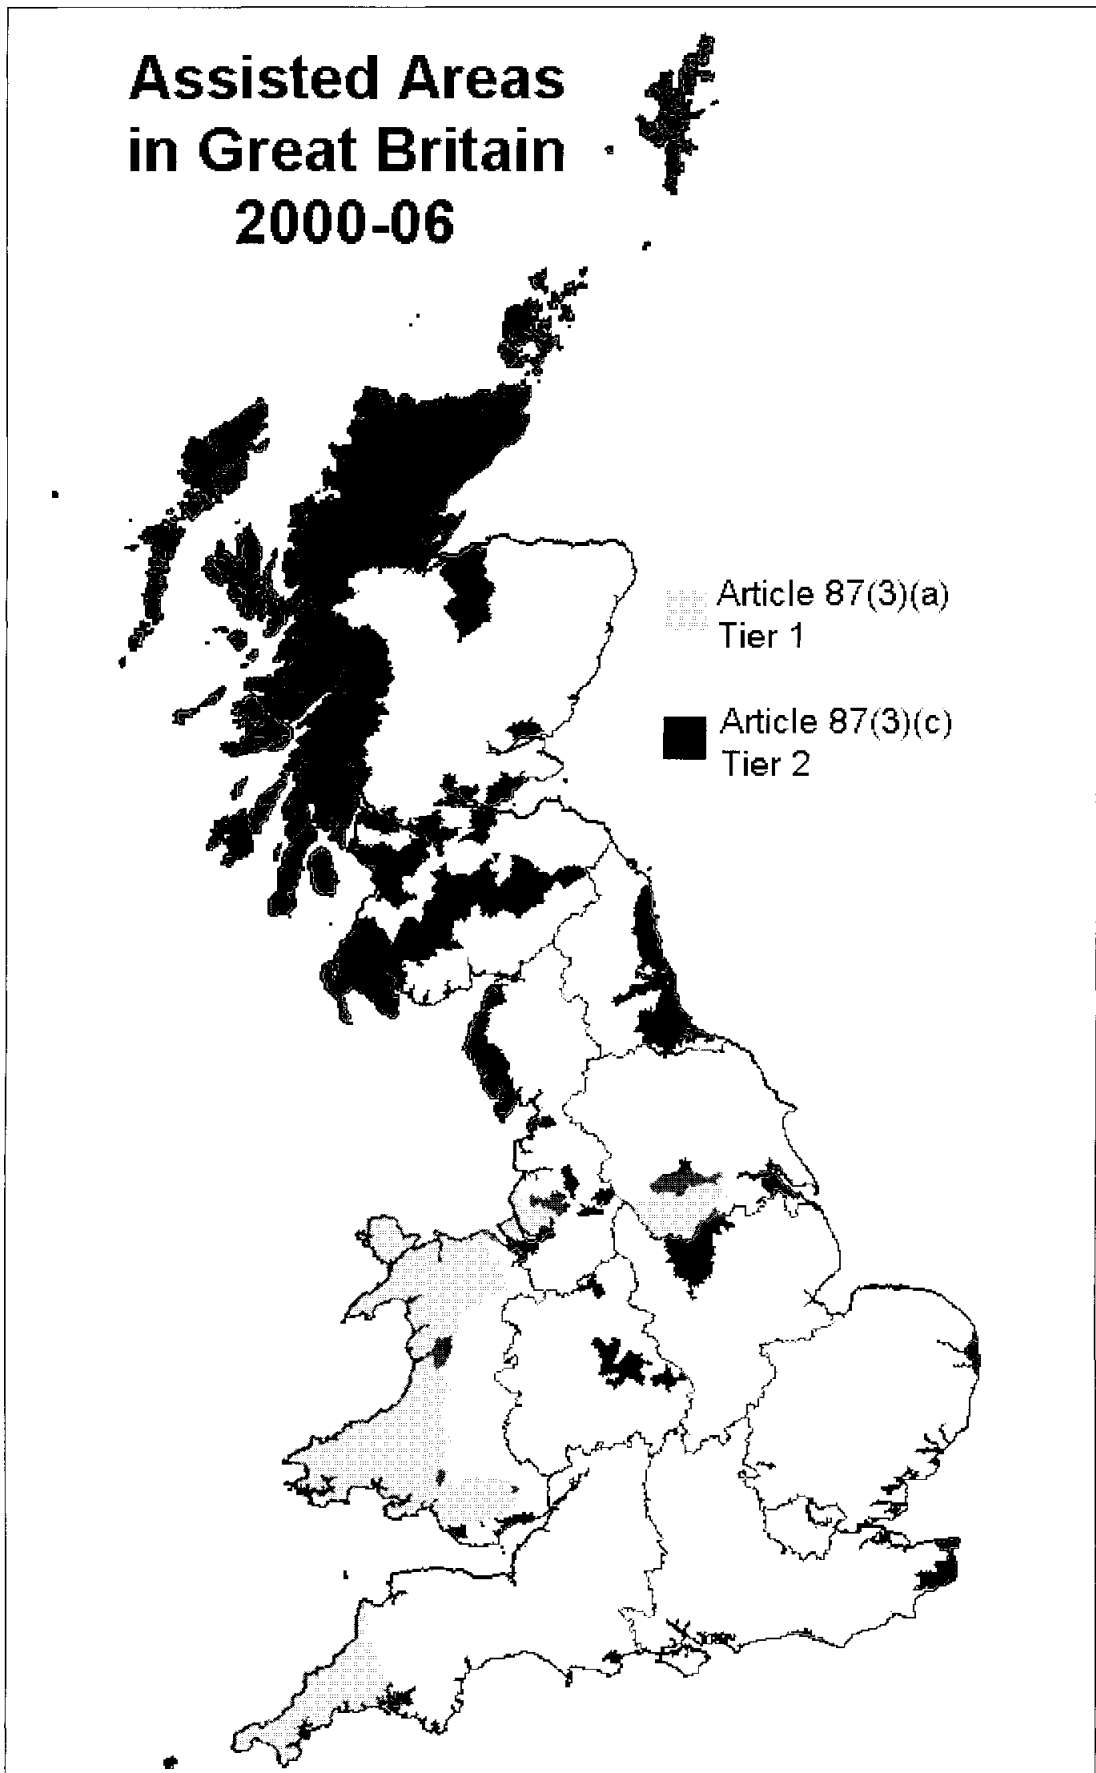 Assisted Areas
in Great Britain
2000-06
Article 87(3)(a)
Tier 1
Article 87(3)(c)
Tier 2